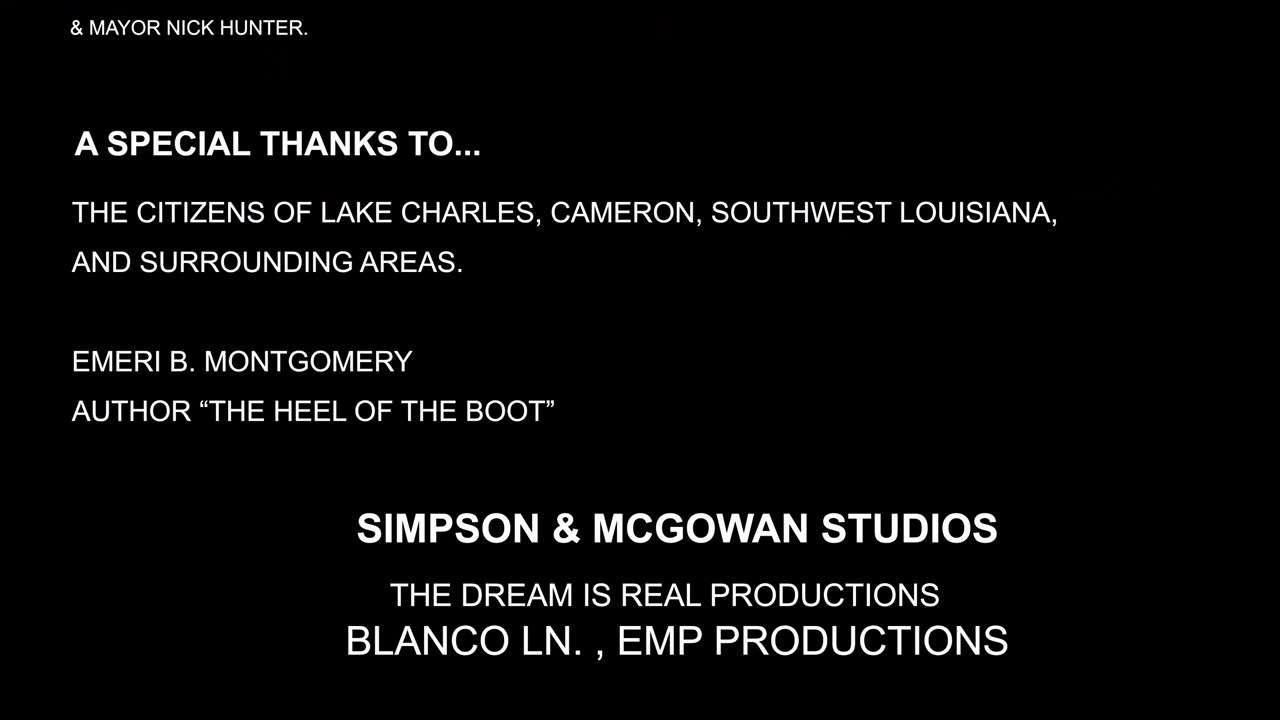 & MAYOR NICK HUNTER.
A SPECIAL THANKS TO...
THE CITIZENS OF LAKE CHARLES, CAMERON, SOUTHWEST LOUISIANA,
AND SURROUNDING AREAS.
EMERI B. MONTGOMERY
AUTHOR “THE HEEL OF THE BOOT”
SIMPSON & MCGOWAN STUDIOS
THE DREAM IS REAL PRODUCTIONS
BLANCO LN. , EMP PRODUCTIONS